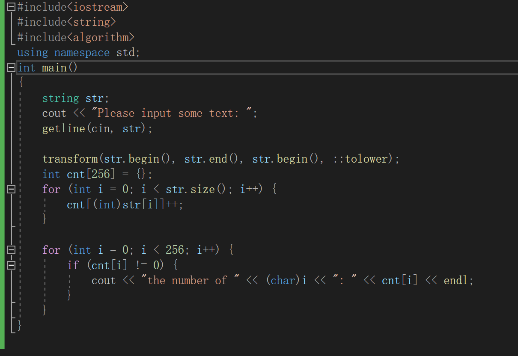 #include<iostream>
#include<string>
#include<algorithm>
using namespace std;
int main()
{
string str;
cout << "Please input some text: ";
getline(cin, str);
transform(str.begin(), str.end(), str.begin(), ::tolower);
int cnt[256] = {};
for (int i = 0; i < str.size(); i++) {
cnt[(int)str[i]]++;
}
for (int i = 0; i < 256; i++) {
if (cnt[i] != 0) {
cout << "the number of " << (char)i << ": " << cnt[i] << endl;
}
}
}